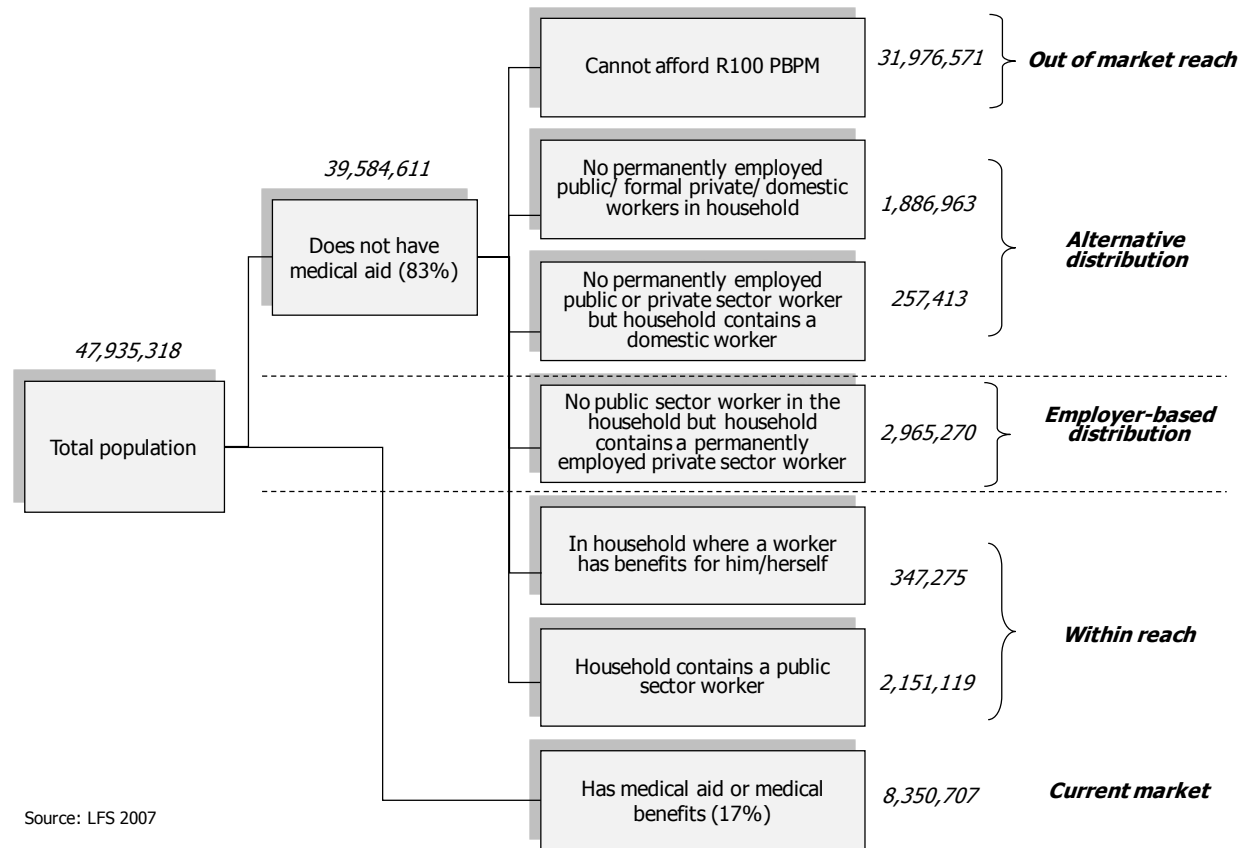 Cannot afford R100 PBPM
31,976,571
Out of market reach
39,584,611
Does not have
medical aid (83%)
No permanently employed
public/ formal private/ domestic
workers in household
1,886,963
Alternative
distribution
No permanently employed
public or private sector worker
but household contains a
domestic worker
257,413
47,935,318
Total population
No public sector worker in the
household but household
contains a permanently
employed private sector worker
2,965,270
Employer-based
distribution
In household where a worker
has benefits for him/herself
347,275
Within reach
Household contains a public
sector worker
2,151,119
Has medical aid or medical
benefits (17%)
8,350,707
Current market
Source: LFS 2007